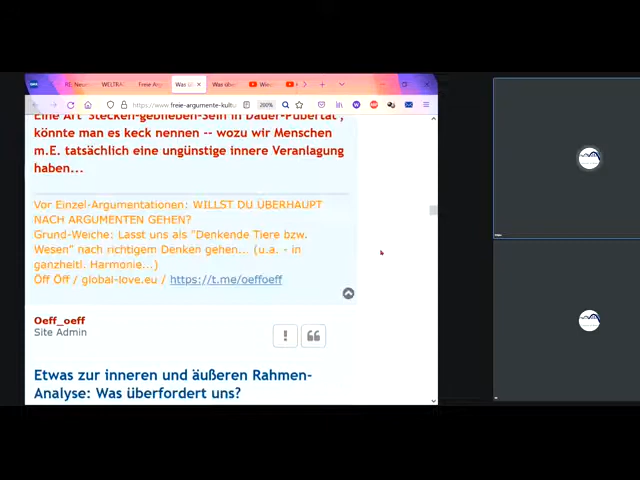 https://www.freie-argumente-kultu
200%
Eine Art "Stecken-geblieben-Sein in Dauer-Pubertät",
könnte man es keck nennen -- wozu wir Menschen
m.E. tatsächlich eine ungünstige innere Veranlagung
haben...
Vor Einzel-Argumentationen: WILLST DU ÜBERHAUPT
NACH ARGUMENTEN GEHEN?
Grund-Weiche: Lasst uns als "Denkende Tiere bzw.
Wesen" nach richtigem Denken gehen... (u.a. - in
ganzheitl. Harmonie...)
Öff Öff / global-love.eu / https://t.me/oeffoeff
Oeff_oeff
Site Admin
Etwas zur inneren und äußeren Rahmen-
Analyse: Was überfordert uns?